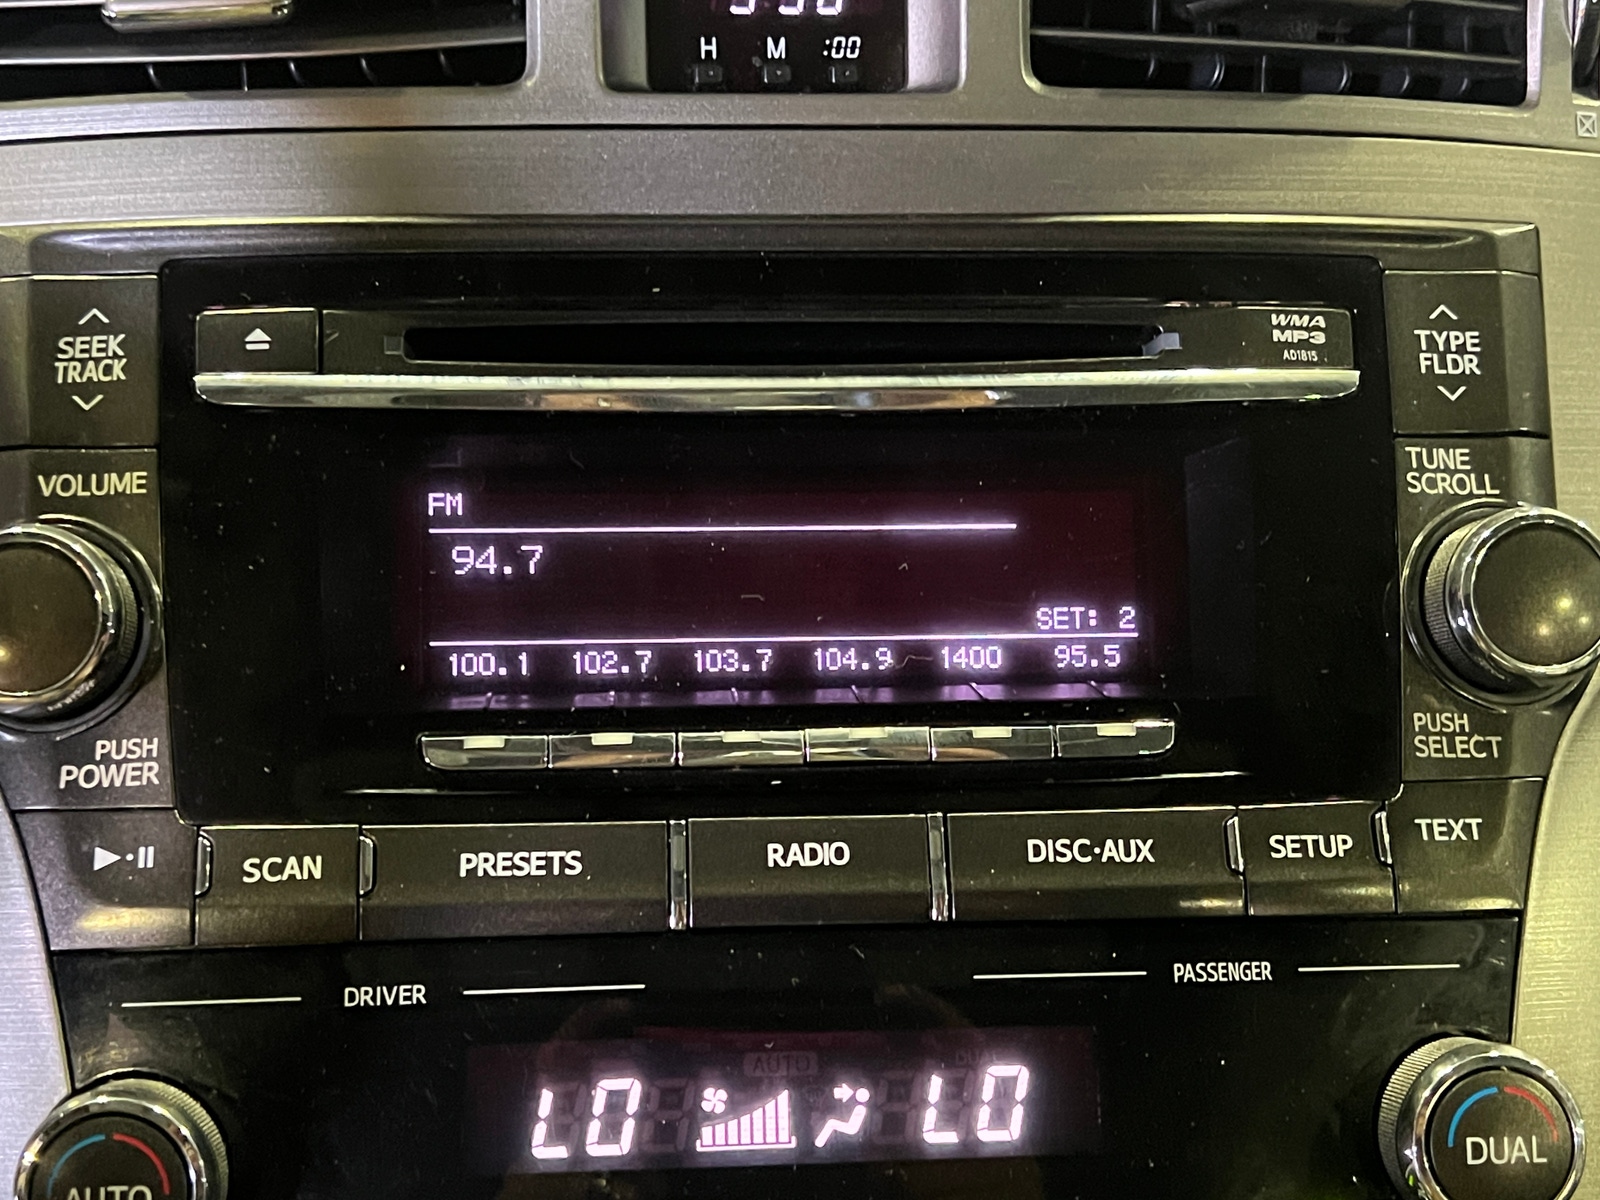 H M :00
WMA
MP3
AD1815
SEEK
TRACK
TYPE
FLDR
VOLUME
TUNE
SCROLL
FM
94.7
SET: 2
100.1 102.7 103.7 104.9 1400 95.5
PUSH
POWER
PUSH
SELECT
SCAN PRESETS RADIO DISC·AUX SETUP TEXT
DRIVER PASSENGER
AUTO DUAL
LO LO
AUTO DUAL